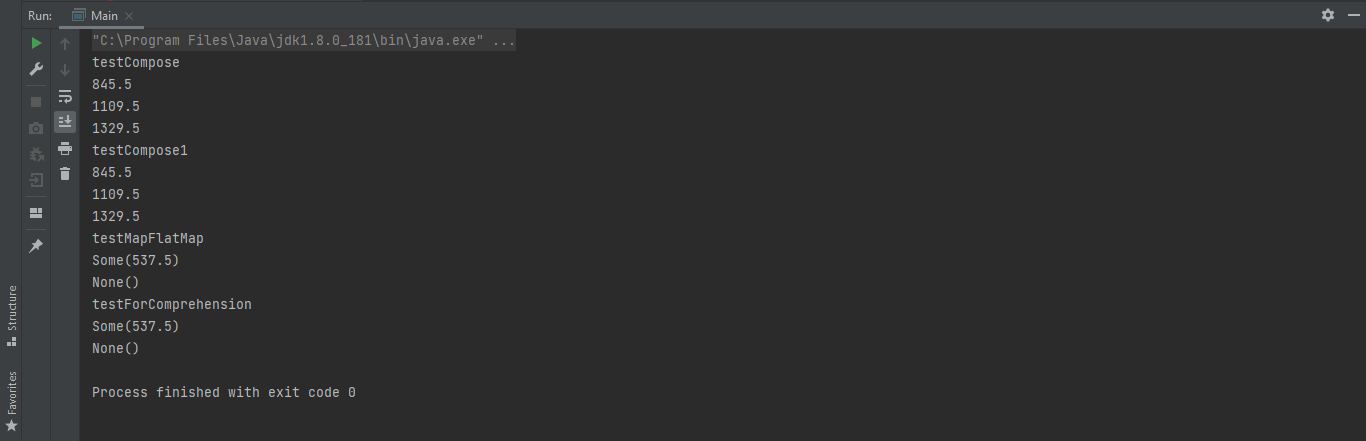 Run: Main
"C:\Program Files\Java\jdk1.8.0_181\bin\java.exe" ...
testCompose
845.5
1109.5
1329.5
testCompose1
845.5
1109.5
1329.5
testMapFlatMap
Some(537.5)
None()
testForComprehension
Some(537.5)
None()
Process finished with exit code 0
Structure
Favorites